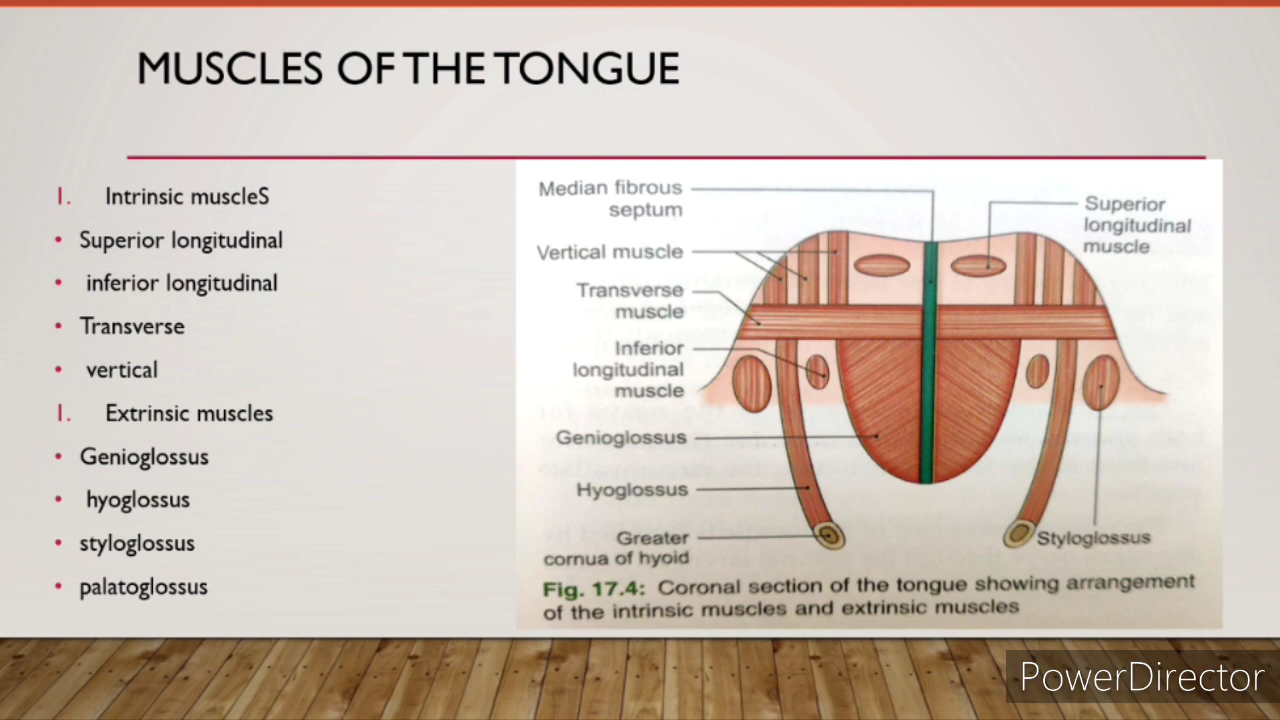 MUSCLES OF THE TONGUE
1. Intrinsic muscleS
• Superior longitudinal
• inferior longitudinal
• Transverse
• vertical
1. Extrinsic muscles
• Genioglossus
• hyoglossus
• styloglossus
• palatoglossus
Median fibrous
septum
Vertical muscle
Transverse
muscle
Inferior
longitudinal
muscle
Genioglossus
Hyoglossus
Greater
cornua of hyoid
Superior
longitudinal
muscle
Styloglossus
Fig. 17.4: Coronal section of the tongue showing arrangement
of the intrinsic muscles and extrinsic muscles
PowerDirector